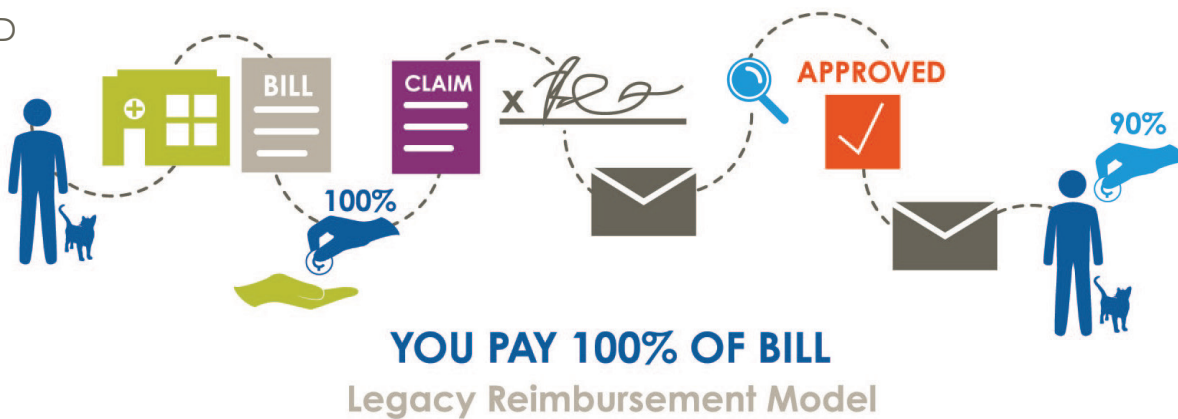 D
BILL
100%
CLAIM
x
APPROVED
90%
YOU PAY 100% OF BILL
Legacy Reimbursement Model